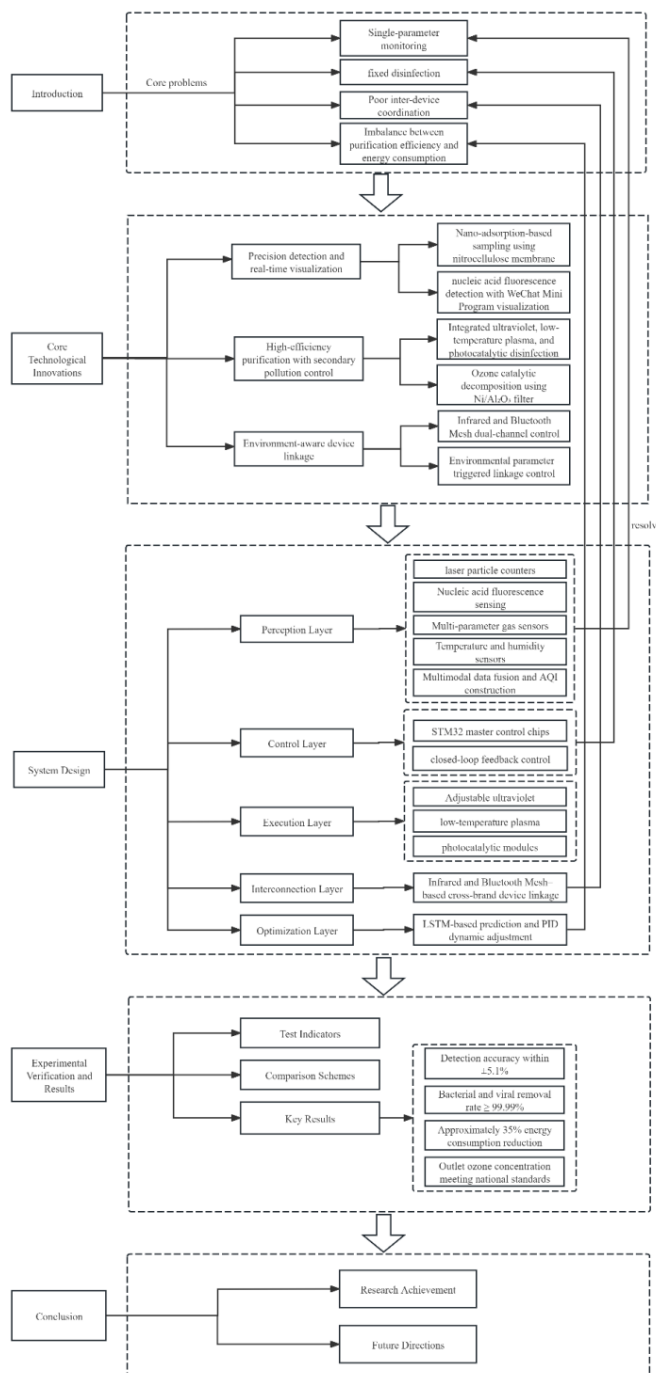 Single-parameter
monitoring
fixed disinfection
Introduction
Core problems
Poor inter-device
coordination
Imbalance between
purification efficiency and
energy consumption
Nano-adsorption-based
sampling using
nitrocellulose membrane
Precision detection and
real-time visualization
nucleic acid fluorescence
detection with WeChat Mini
Program visualization
Core
Technological
Innovations
High-efficiency
purification with secondary
pollution control
Integrated ultraviolet, low-
temperature plasma, and
photocatalytic disinfection
Ozone catalytic
decomposition using
Ni/Al₂O₃ filter
Environment-aware device
linkage
Infrared and Bluetooth
Mesh dual-channel control
Environmental parameter
triggered linkage control
resolv
laser particle counters
Nucleic acid fluorescence
sensing
Perception Layer
Multi-parameter gas sensors
Temperature and humidity
sensors
Multimodal data fusion and AQI
construction
Control Layer
STM32 master control chips
closed-loop feedback control
System Design
Execution Layer
Adjustable ultraviolet
low-temperature plasma
photocatalytic modules
Interconnection Layer
Infrared and Bluetooth Mesh–
based cross-brand device linkage
Optimization Layer
LSTM-based prediction and PID
dynamic adjustment
Test Indicators
Experimental
Verification and
Results
Comparison Schemes
Key Results
Detection accuracy within
±5.1%
Bacterial and viral removal
rate ≥ 99.99%
Approximately 35% energy
consumption reduction
Outlet ozone concentration
meeting national standards
Conclusion
Research Achievement
Future Directions